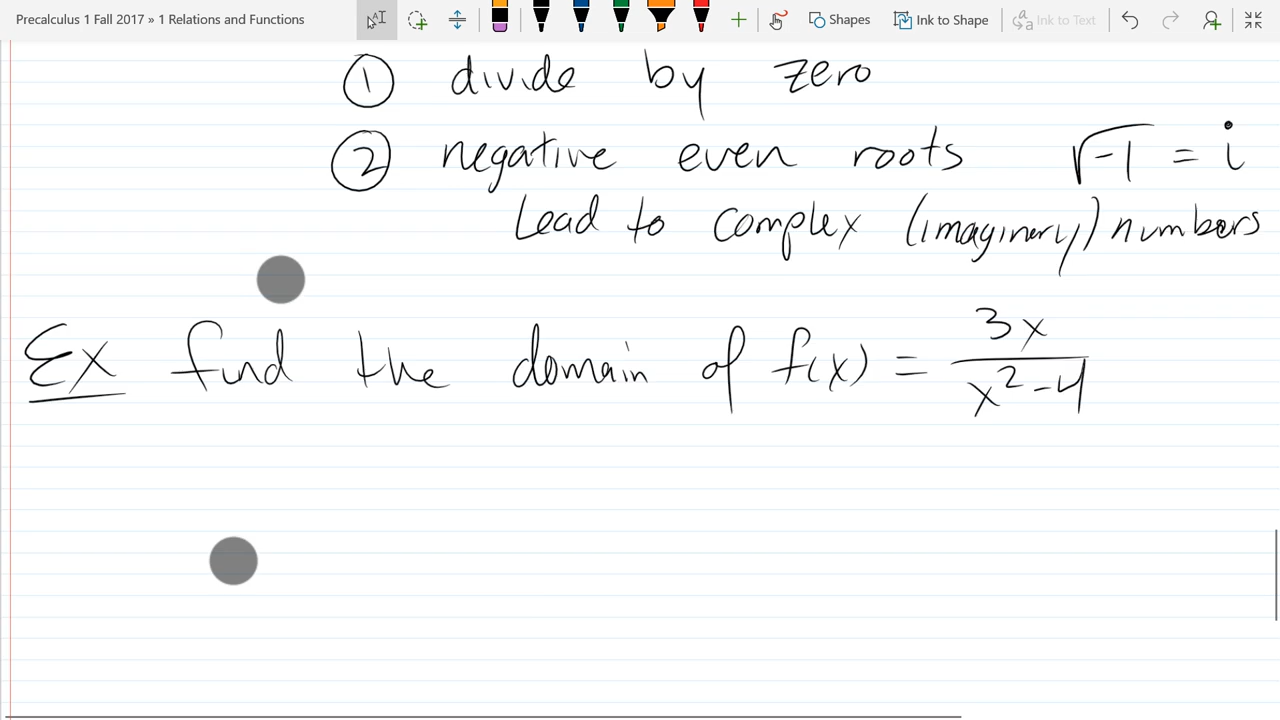 Precalculus 1 Fall 2017 » 1 Relations and Functions
Shapes
Ink to Shape
Ink to Text
① divide by zero
② negative even roots √-1 = i
Lead to complex (imaginery) numbers
Ex find the domain of f(x) = 3x / x² - 4